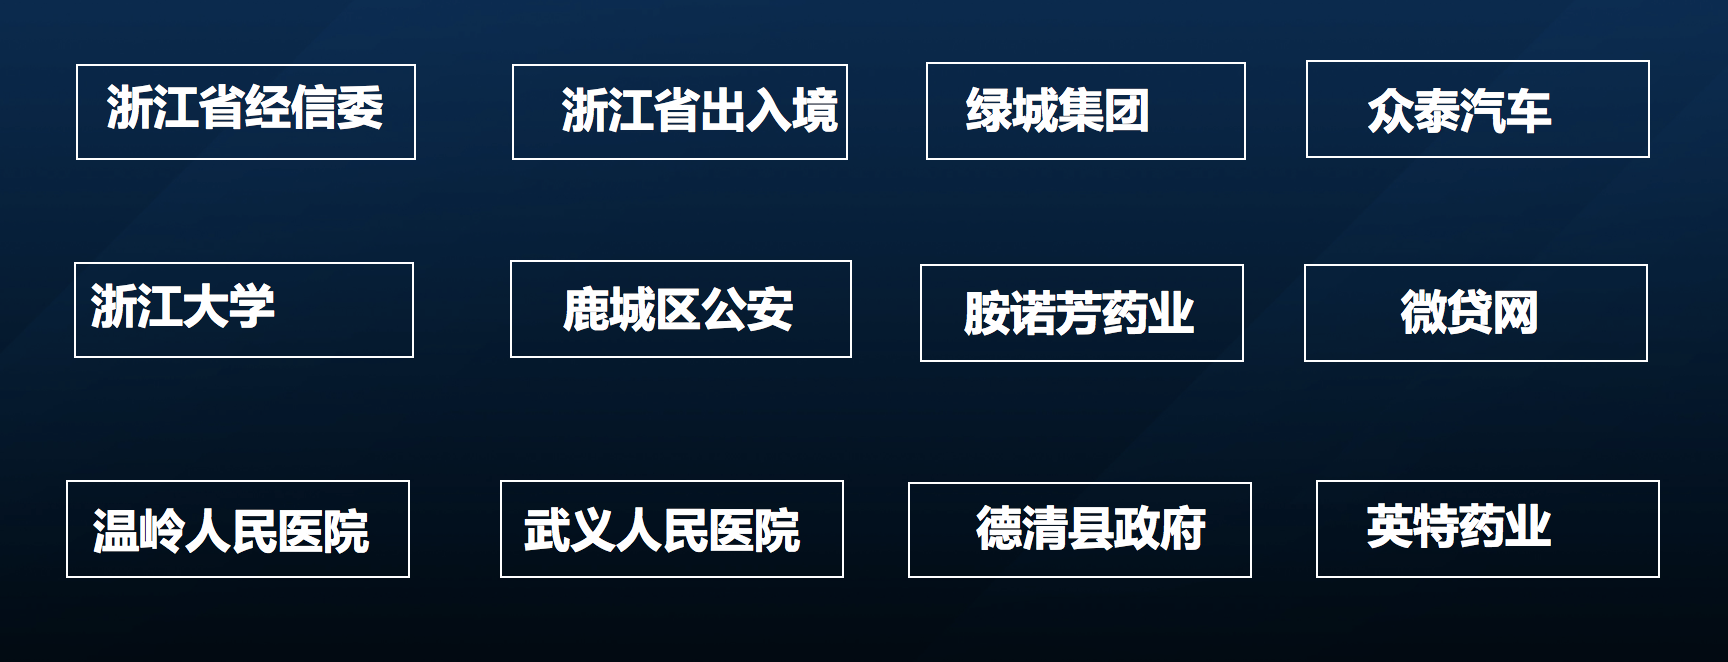 浙江省经信委
浙江省出入境
绿城集团
众泰汽车
浙江大学
鹿城区公安
胺诺芳药业
微贷网
温岭人民医院
武义人民医院
德清县政府
英特药业